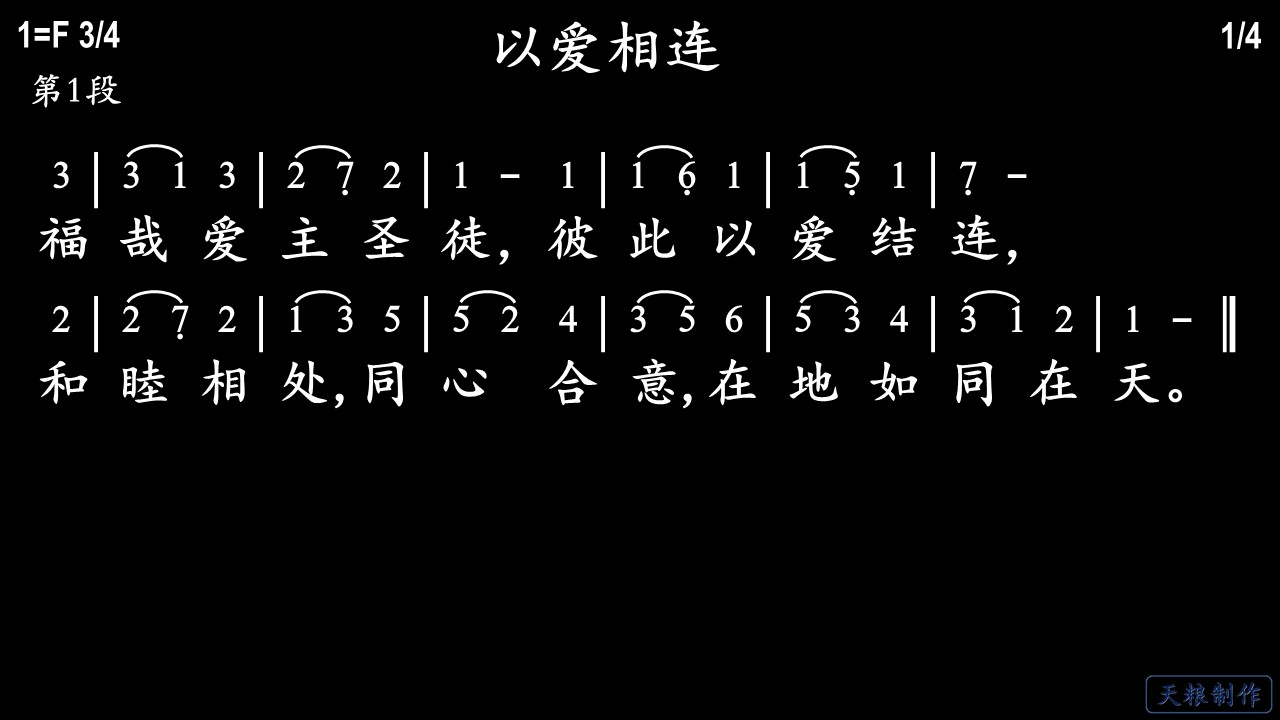 1=F 3/4
以爱相连
1/4
第1段
3 | 3 1 3 | 2 7̣ 2 | 1 - 1 | 1 6̣ 1 | 1 5̣ 1 | 7̣ -
福哉爱主圣徒，彼此以爱结连，
2 | 2 7̣ 2 | 1 3 5 | 5 2 4 | 3 5 6 | 5 3 4 | 3 1 2 | 1 - ‖
和睦相处，同心合意，在地如同在天。
天粮制作